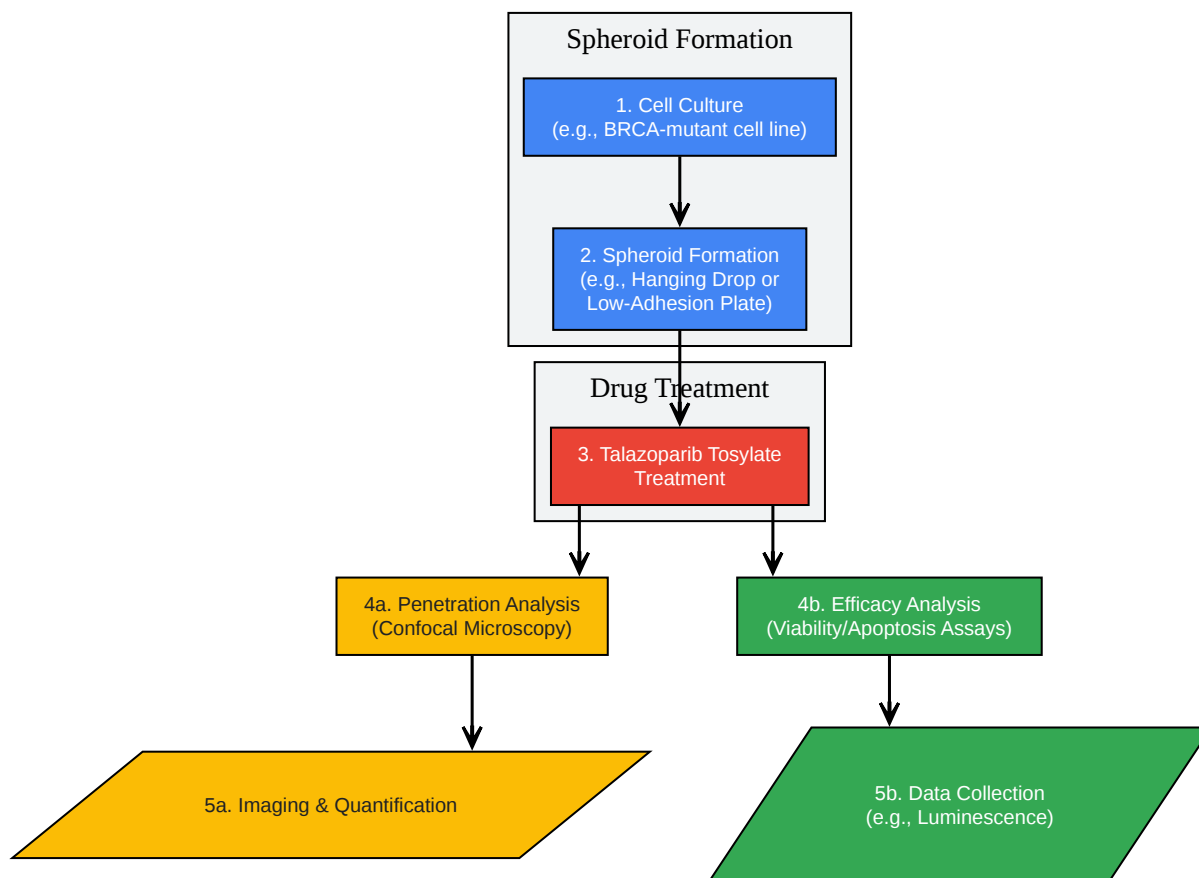 Spheroid Formation
1. Cell Culture
(e.g., BRCA-mutant cell line)
2. Spheroid Formation
(e.g., Hanging Drop or
Low-Adhesion Plate)
Drug Treatment
3. Talazoparib Tosylate
Treatment
4a. Penetration Analysis
(Confocal Microscopy)
4b. Efficacy Analysis
(Viability/Apoptosis Assays)
5a. Imaging & Quantification
5b. Data Collection
(e.g., Luminescence)